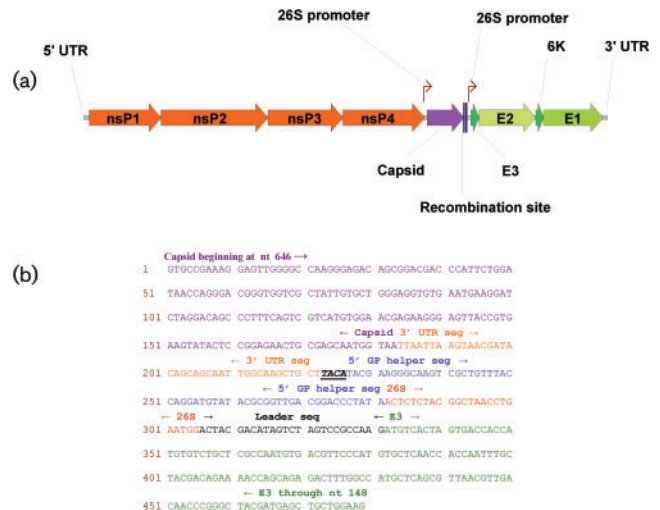 26S promoter
26S promoter
5' UTR
6K
3' UTR
(a)
nsP1 nsP2 nsP3 nsP4 E2 E1
Capsid E3
Recombination site
(b)
Capsid beginning at nt 646 →
1 GTGCCGAAAG GAGTTGGGGC CAAGGGAGAC AGCGGACGAC CCATTCTGGA
51 TAACCAGGGA CGGGTGGTCG CTATTGTGCT GGGAGGTGTG AATGAAGGAT
101 CTAGGACAGC CCTTTCAGTC GTCATGTGGA ACGAGAAGGG AGTTACCGTG
← Capsid 3' UTR seg
151 AAGTATACTC CGGAGAACTG CGAGCAATGG TAATTAATTA AGTAACGATA
← 3' UTR seg 5' GP helper seg →
201 CAGCAGCAAT TGGCAAGCTG CTTACATACG AAGGGCAAGT CGCTGTTTAC
← 5' GP helper seg 26S →
251 CAGGATGTAT ACGCGGTTGA CGGACCCTAT AACTCTCTAC GGCTAACCTG
← 26S → Leader seq ← E3
301 AATGGACTAC GACATAGTCT AGTCCGCCAA GATGTCACTA GTGACCACCA
351 TGTGTCTGCT CGCCAATGTG ACGTTCCCAT GTGCTCAACC ACCAATTTGC
401 TACGACAGAA AACCAGCAGA GACTTTGGCC ATGCTCAGCG TTAACGTTGA
← E3 through nt 148
451 CAACCCGGGC TACGATGAGC TGCTGGAAG